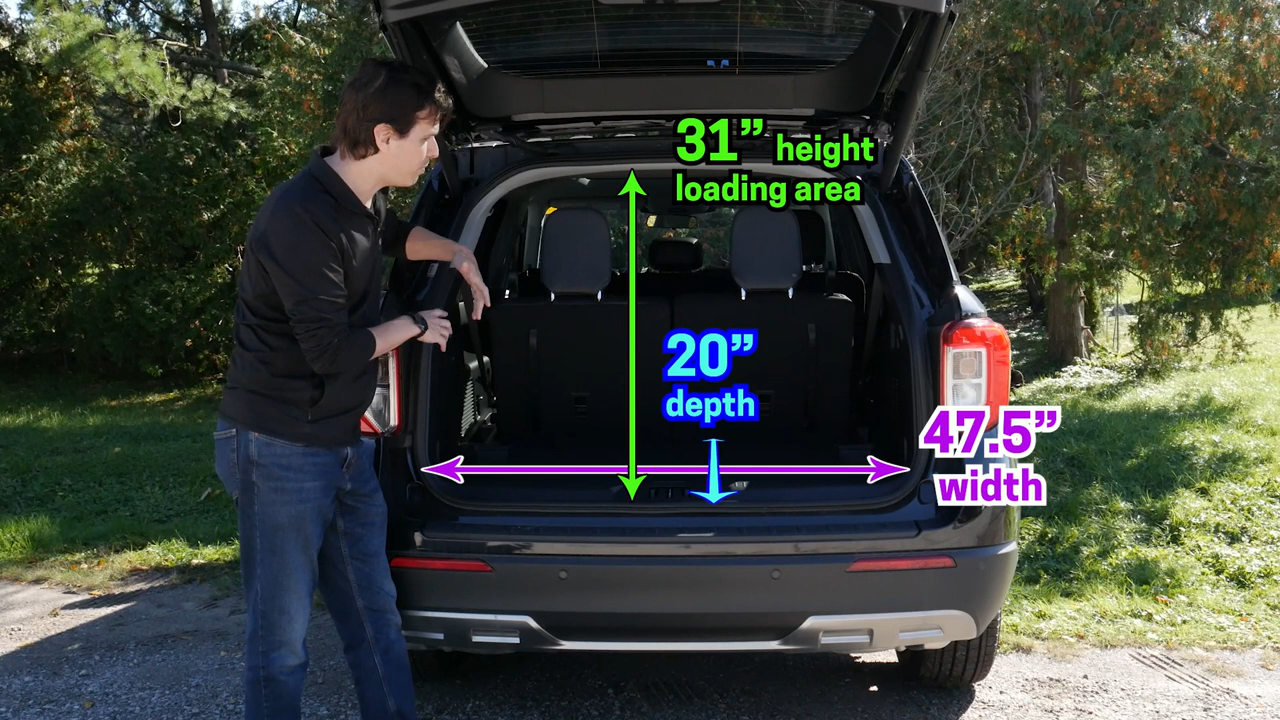 31” height
loading area
20”
depth
47.5”
width